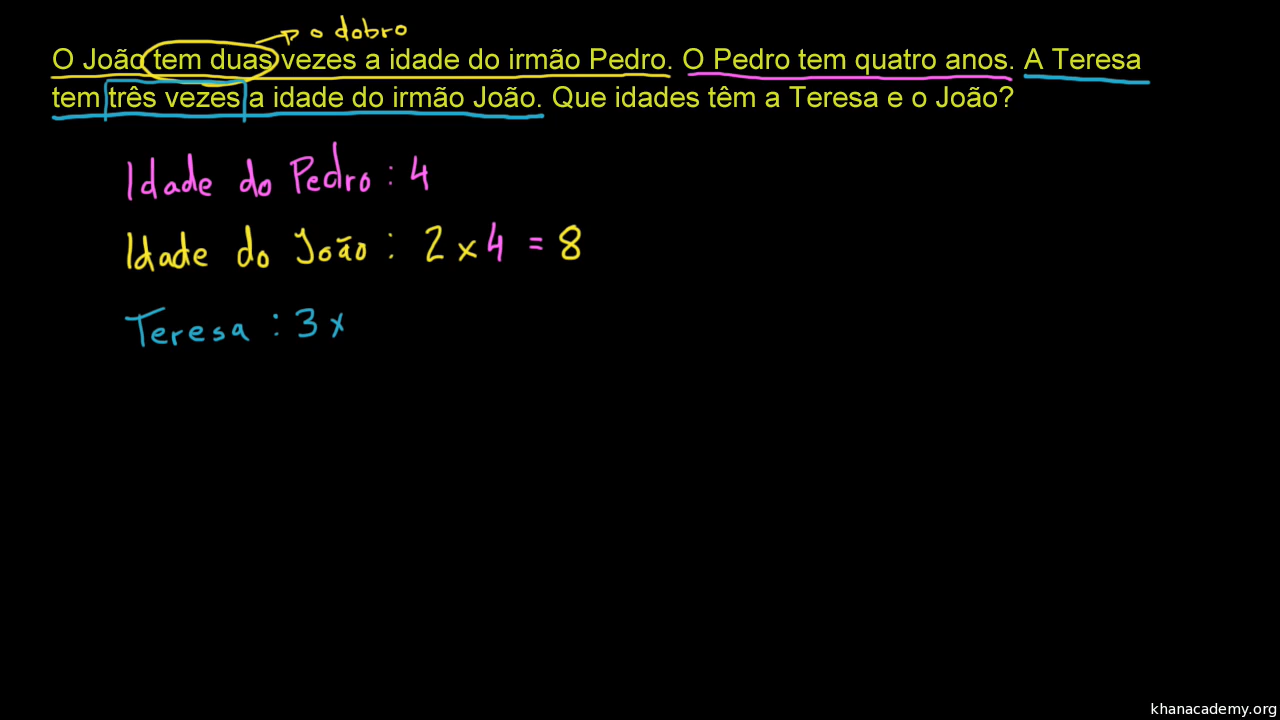 o dobro
O João tem duas vezes a idade do irmão Pedro. O Pedro tem quatro anos. A Teresa
tem três vezes a idade do irmão João. Que idades têm a Teresa e o João?
Idade do Pedro : 4
Idade do João : 2 x 4 = 8
Teresa : 3 x
khanacademy.org